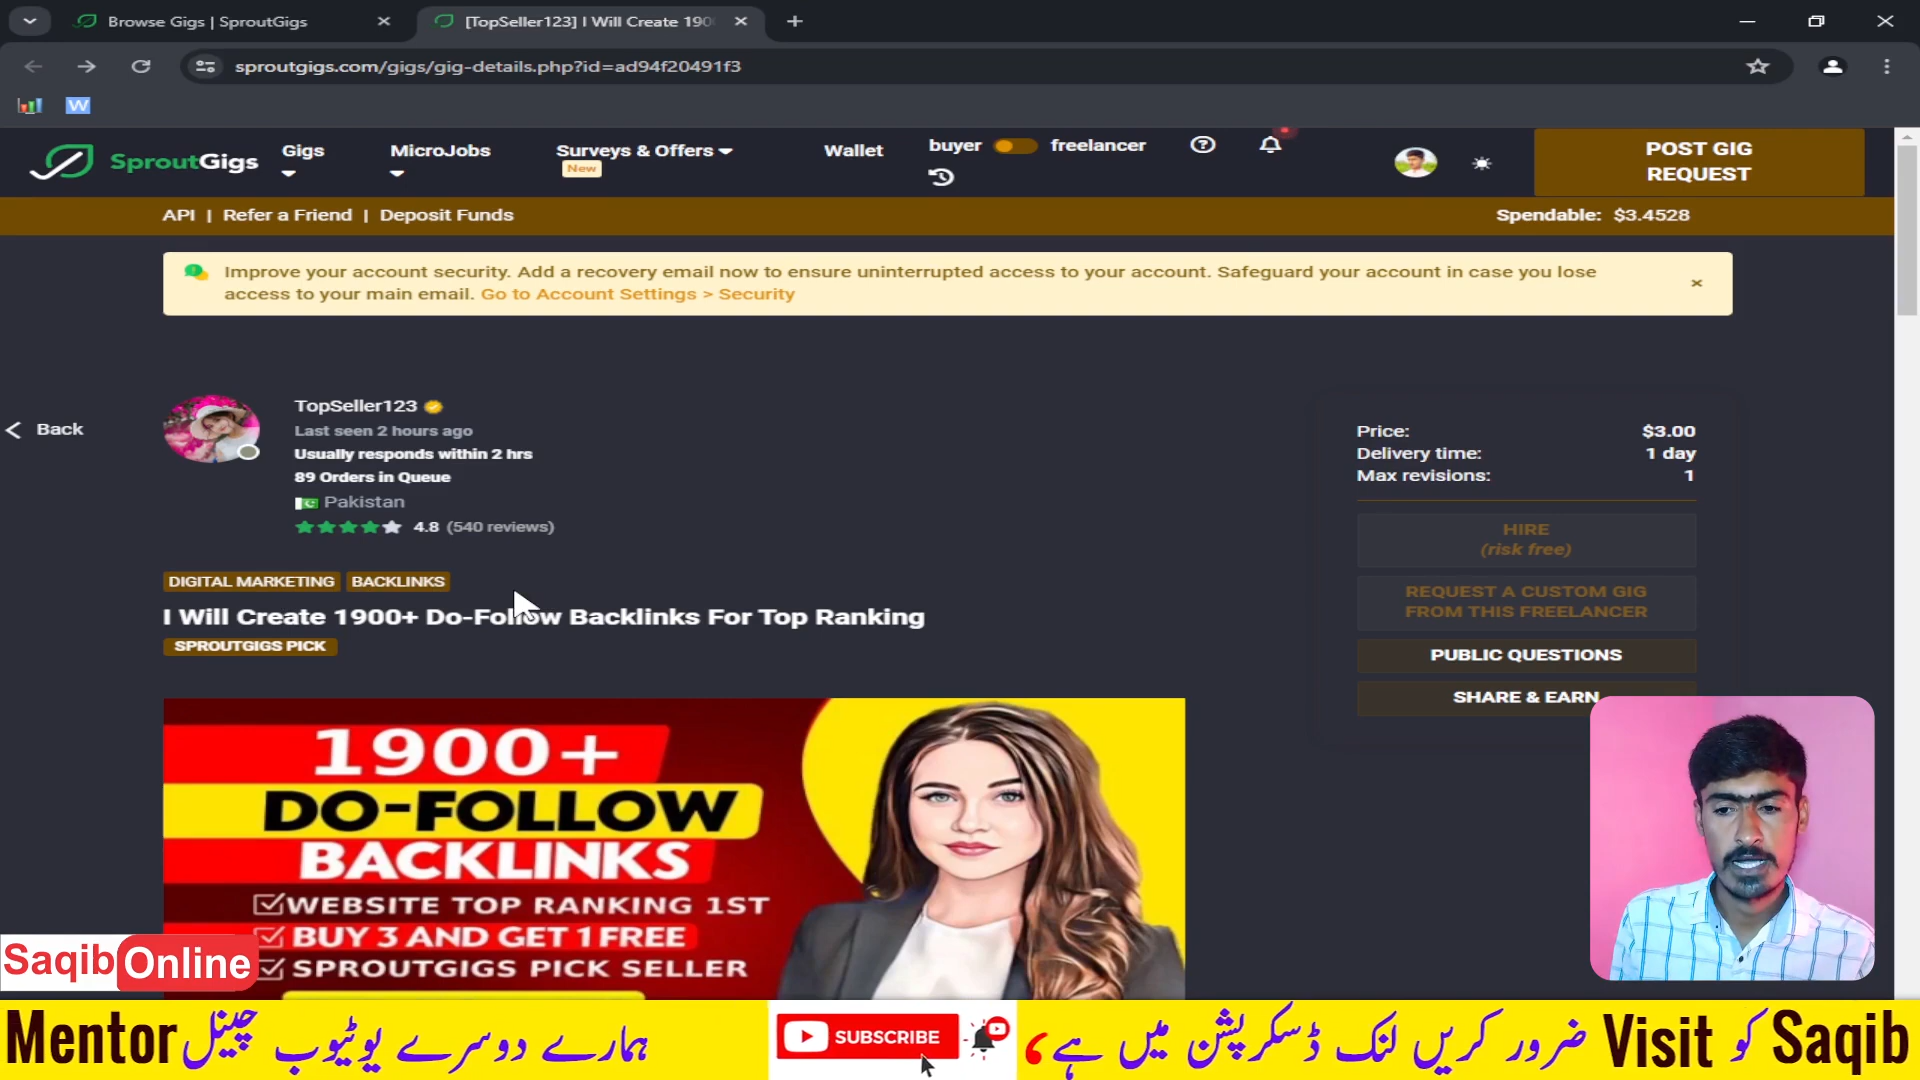 Browse Gigs | SproutGigs
[TopSeller123] I Will Create 190
sproutgigs.com/gigs/gig-details.php?id=ad94f20491f3
W
SproutGigs
Gigs
MicroJobs
Surveys & Offers
New
Wallet
buyer
freelancer
POST GIG
REQUEST
API | Refer a Friend | Deposit Funds
Spendable: $3.4528
Improve your account security. Add a recovery email now to ensure uninterrupted access to your account. Safeguard your account in case you lose
access to your main email. Go to Account Settings > Security
Back
TopSeller123
Last seen 2 hours ago
Usually responds within 2 hrs
89 Orders in Queue
Pakistan
4.8 (540 reviews)
Price: $3.00
Delivery time: 1 day
Max revisions: 1
HIRE
(risk free)
REQUEST A CUSTOM GIG
FROM THIS FREELANCER
PUBLIC QUESTIONS
SHARE & EARN
DIGITAL MARKETING BACKLINKS
I Will Create 1900+ Do-Follow Backlinks For Top Ranking
SPROUTGIGS PICK
1900+
DO-FOLLOW
BACKLINKS
WEBSITE TOP RANKING 1ST
BUY 3 AND GET 1 FREE
SPROUTGIGS PICK SELLER
Saqib Online
ہمارے دوسرے یوٹیوب چینل Mentor
SUBSCRIBE
Saqib کو Visit ضرور کریں لنک ڈسکرپشن میں ہے،